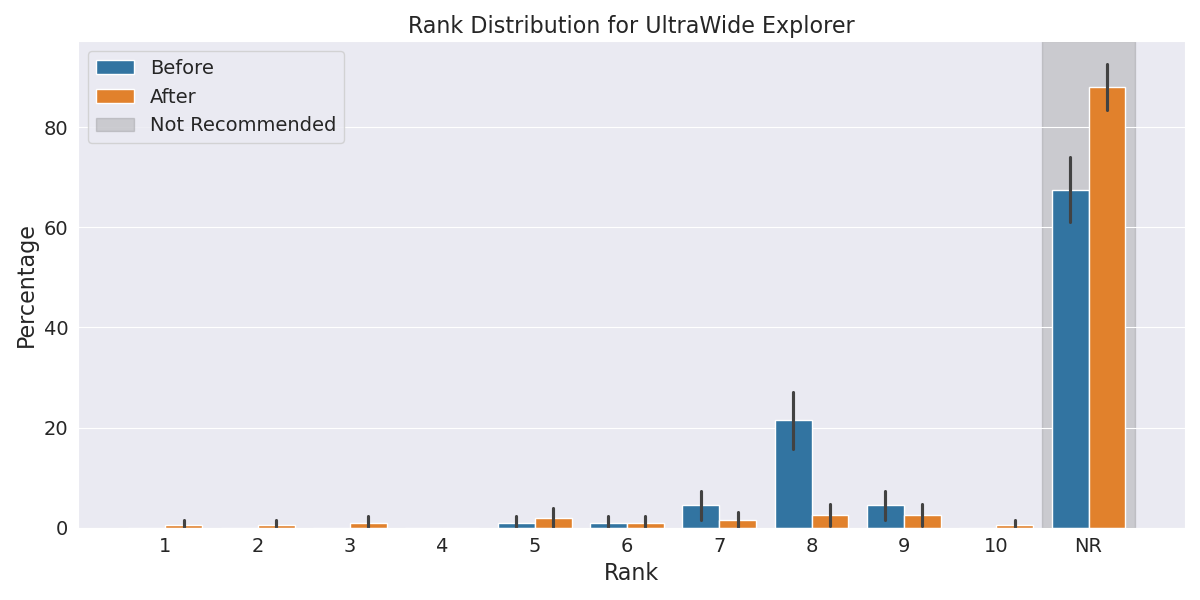 Rank Distribution for UltraWide Explorer
Before
After
Not Recommended
Percentage
80
60
40
20
0
1 2 3 4 5 6 7 8 9 10 NR
Rank